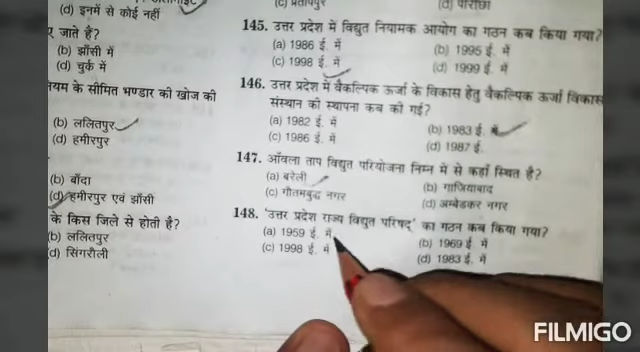 (d) इनमें से कोई नहीं
ए जाते हैं?
(b) झाँसी में
(d) चुर्क में
नियम के सीमित भण्डार की खोज की
(b) ललितपुर
(d) हमीरपुर
(b) बाँदा
(d) हमीरपुर एवं झाँसी
के किस जिले से होती है?
(b) ललितपुर
(d) सिंगरौली
(c) प्रतापपुर
(d) पारीछा
145. उत्तर प्रदेश में विद्युत नियामक आयोग का गठन कब किया गया?
(a) 1986 ई. में (b) 1995 ई. में
(c) 1998 ई. में (d) 1999 ई. में
146. उत्तर प्रदेश में वैकल्पिक ऊर्जा के विकास हेतु वैकल्पिक ऊर्जा विकास
संस्थान की स्थापना कब की गई?
(a) 1982 ई. में (b) 1983 ई. में
(c) 1986 ई. में (d) 1987 ई.
147. आँवला ताप विद्युत परियोजना निम्न में से कहाँ स्थित है?
(a) बरेली (b) गाजियाबाद
(c) गौतमबुद्ध नगर (d) अम्बेडकर नगर
148. 'उत्तर प्रदेश राज्य विद्युत परिषद्' का गठन कब किया गया?
(a) 1959 ई. में (b) 1969 ई. में
(c) 1998 ई. में (d) 1983 ई. में
FILMIGO